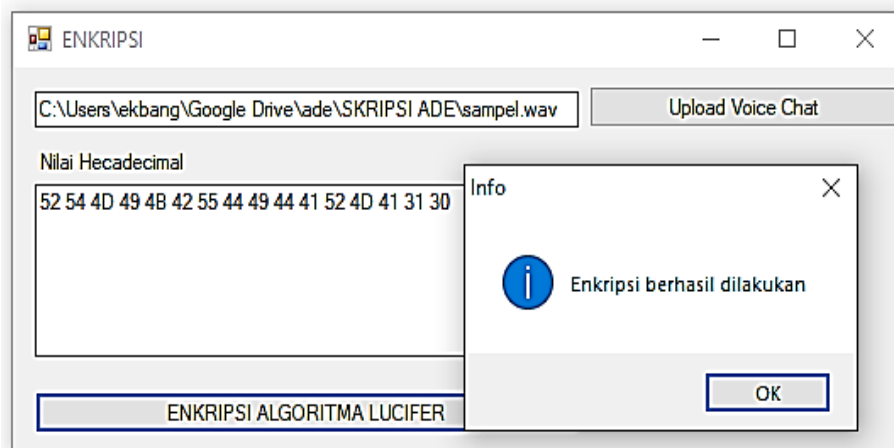 ENKRIPSI
C:\Users\ekbang\Google Drive\ade\SKRIPSI ADE\sampel.wav
Upload Voice Chat
Nilai Hecadecimal
52 54 4D 49 4B 42 55 44 49 44 41 52 4D 41 31 30
Info
Enkripsi berhasil dilakukan
OK
ENKRIPSI ALGORITMA LUCIFER